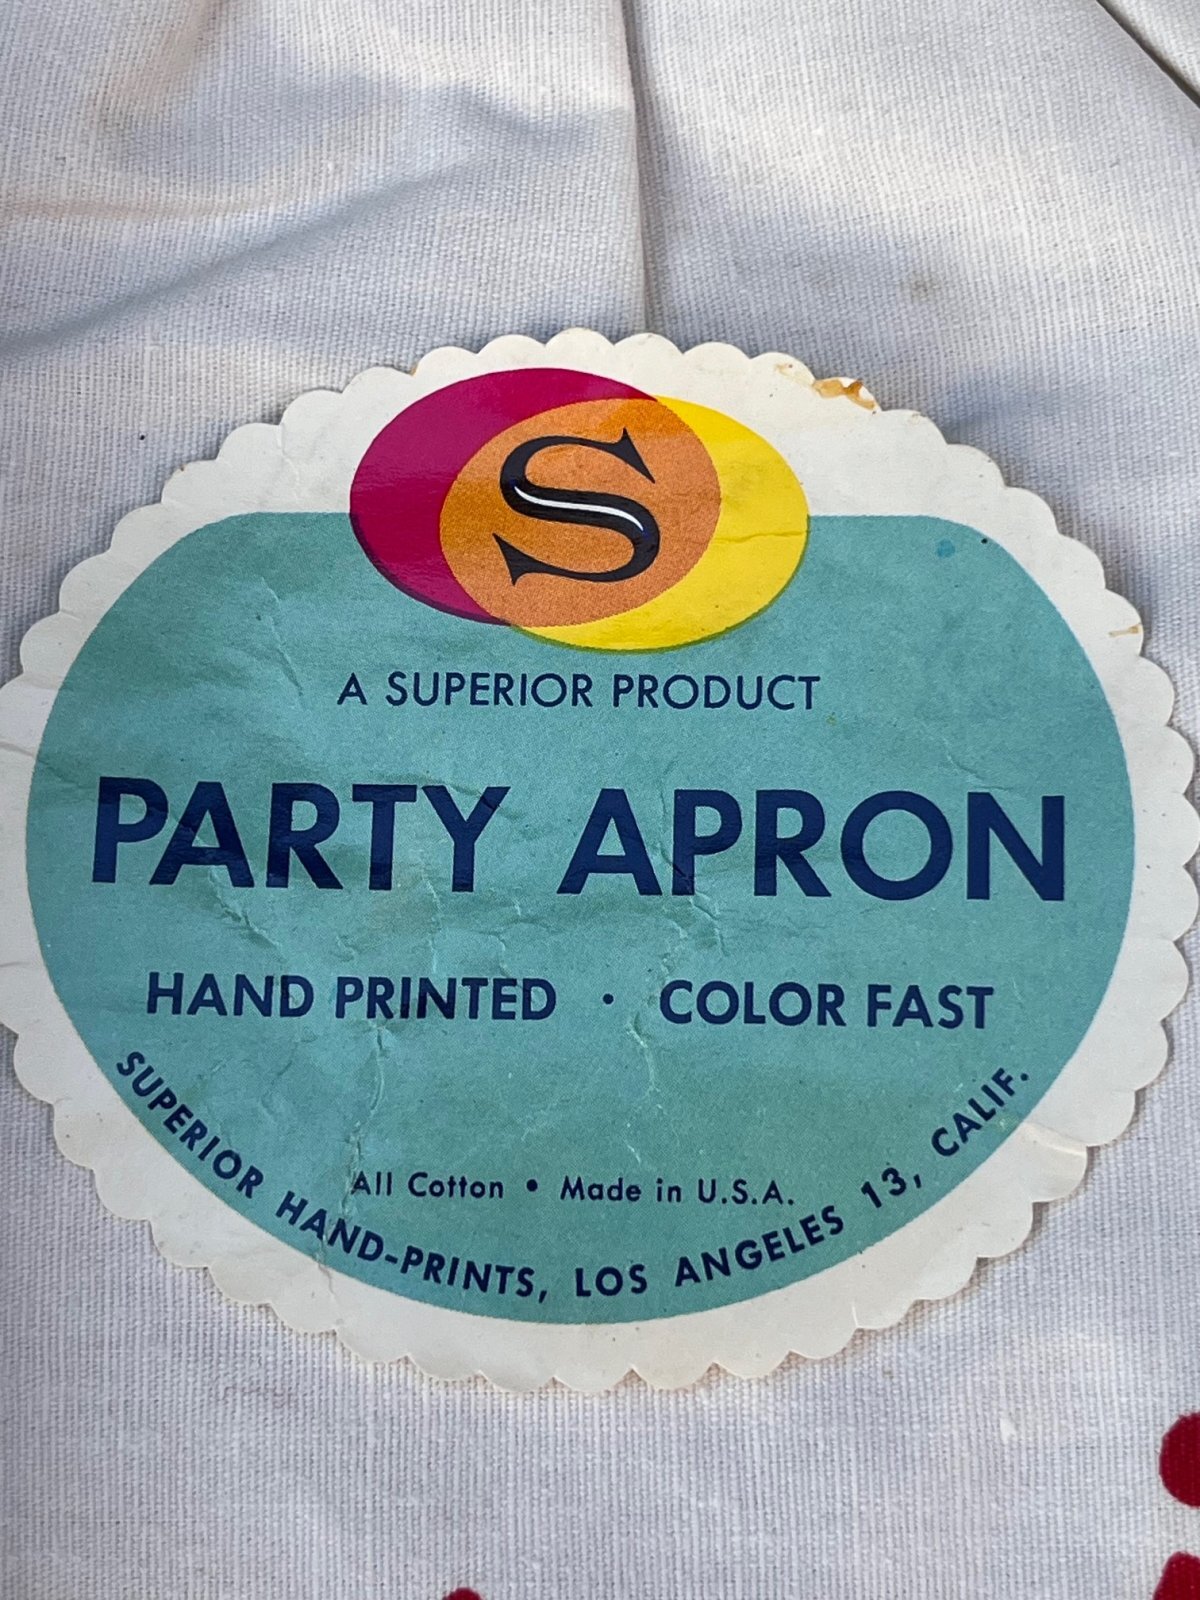 S
A SUPERIOR PRODUCT
PARTY APRON
HAND PRINTED · COLOR FAST
All Cotton • Made in U.S.A.
SUPERIOR HAND-PRINTS, LOS ANGELES 13, CALIF.